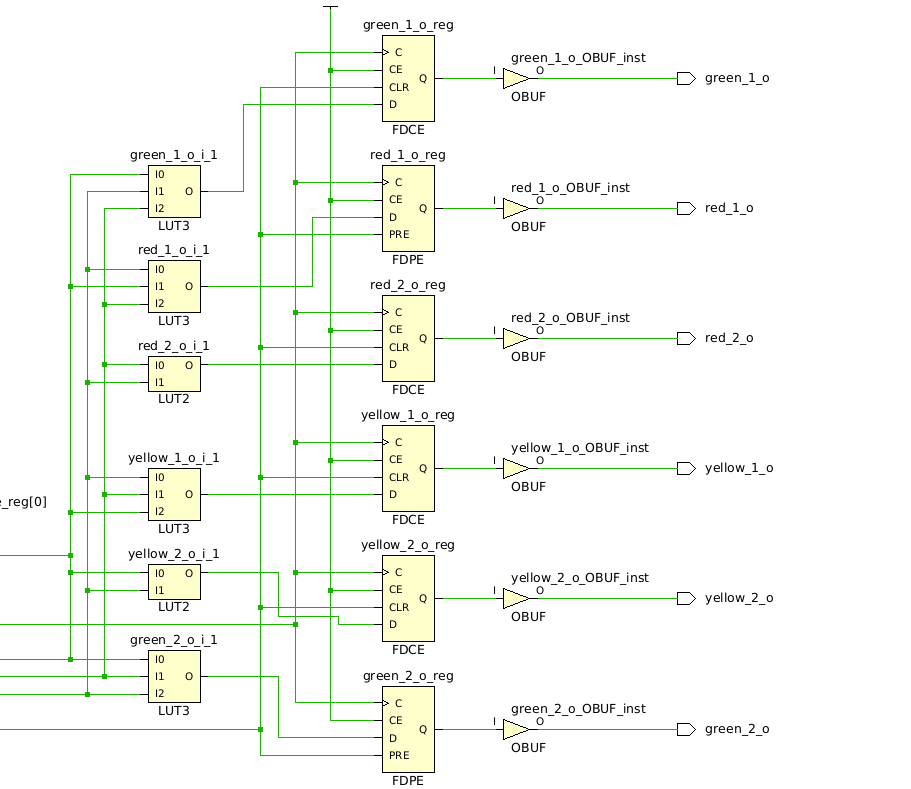 green_1_o_reg
C
CE
CLR
D
Q
FDCE
green_1_o_OBUF_inst
I
O
OBUF
green_1_o
green_1_o_i_1
I0
I1
I2
O
LUT3
red_1_o_reg
C
CE
D
PRE
Q
FDPE
red_1_o_OBUF_inst
I
O
OBUF
red_1_o
red_1_o_i_1
I0
I1
I2
O
LUT3
red_2_o_reg
C
CE
CLR
D
Q
FDCE
red_2_o_OBUF_inst
I
O
OBUF
red_2_o
red_2_o_i_1
I0
I1
O
LUT2
yellow_1_o_reg
C
CE
CLR
D
Q
FDCE
yellow_1_o_OBUF_inst
I
O
OBUF
yellow_1_o
yellow_1_o_i_1
I0
I1
I2
O
LUT3
_reg[0]
yellow_2_o_reg
C
CE
CLR
D
Q
FDCE
yellow_2_o_OBUF_inst
I
O
OBUF
yellow_2_o
yellow_2_o_i_1
I0
I1
O
LUT2
green_2_o_i_1
I0
I1
I2
O
LUT3
green_2_o_reg
C
CE
D
PRE
Q
FDPE
green_2_o_OBUF_inst
I
O
OBUF
green_2_o